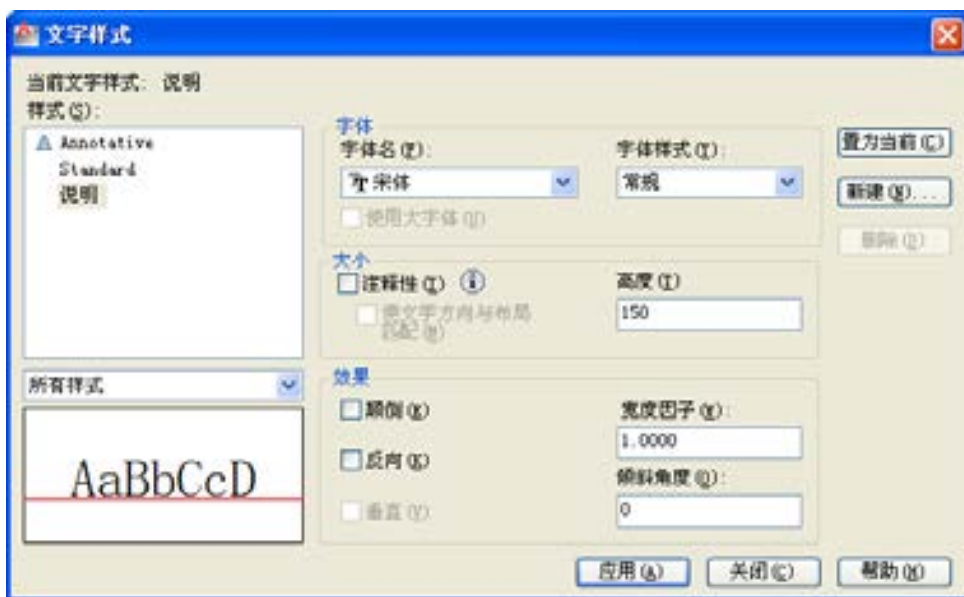 文字样式
当前文字样式: 说明
样式(S):
Annotative
Standard
说明
所有样式
AaBbCcD
字体
字体名(F):
宋体
使用大字体(U)
字体样式(Y):
常规
大小
注释性(I)
使文字方向与布局
匹配(M)
高度(T)
150
效果
颠倒(E)
反向(K)
垂直(V)
宽度因子(W):
1.0000
倾斜角度(O):
0
置为当前(C)
新建(N)...
删除(D)
应用(A)
关闭(C)
帮助(H)